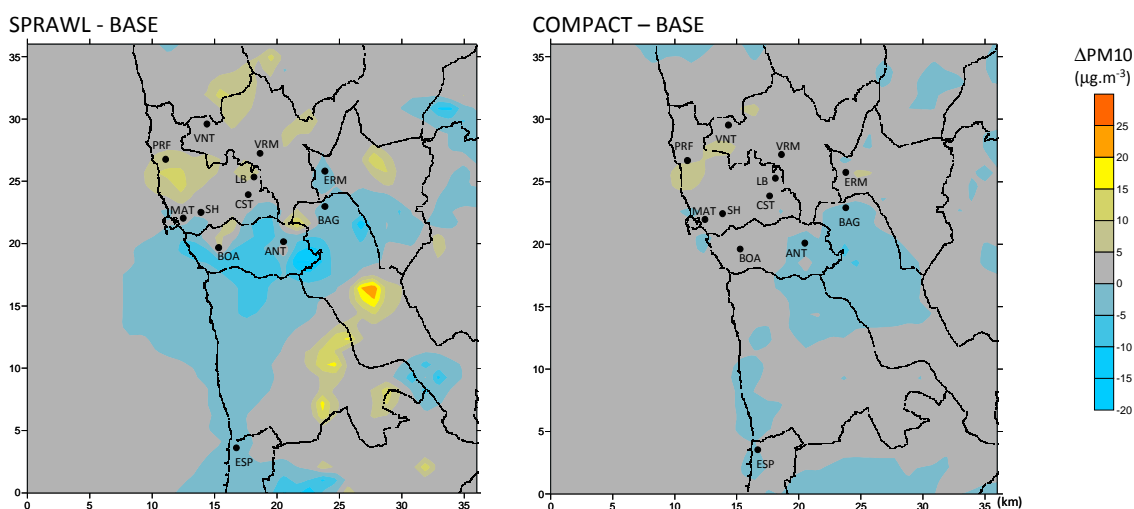 SPRAWL - BASE
COMPACT – BASE
ΔPM10
(µg.m-3)
35
30
25
20
15
10
5
0
0
5
10
15
20
25
30
35
VNT
PRF
VRM
LB
ERM
CST
MAT
SH
BAG
BOA
ANT
ESP
35
30
25
20
15
10
5
0
0
5
10
15
20
25
30
35
(km)
VNT
PRF
VRM
LB
ERM
CST
MAT
SH
BAG
BOA
ANT
ESP
25
20
15
10
5
0
-5
-10
-15
-20